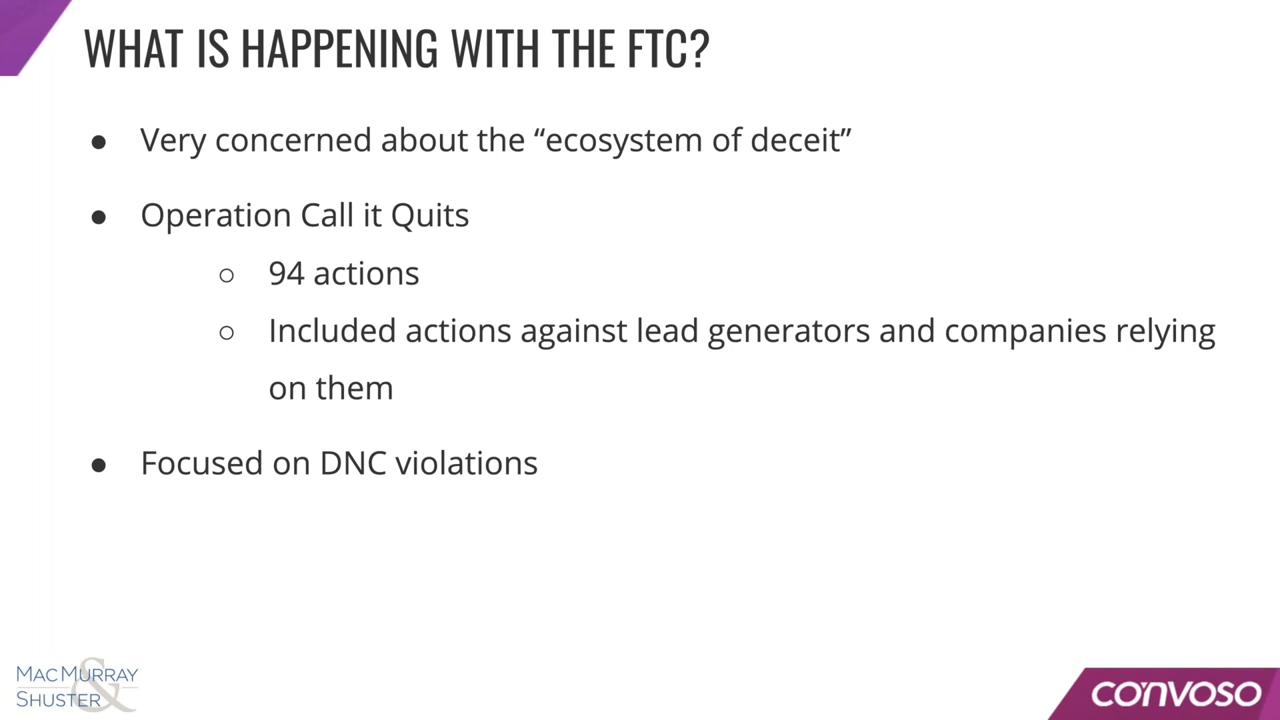 WHAT IS HAPPENING WITH THE FTC?
● Very concerned about the “ecosystem of deceit”
● Operation Call it Quits
○ 94 actions
○ Included actions against lead generators and companies relying
on them
● Focused on DNC violations
MACMURRAY
&
SHUSTER
CONVOSO